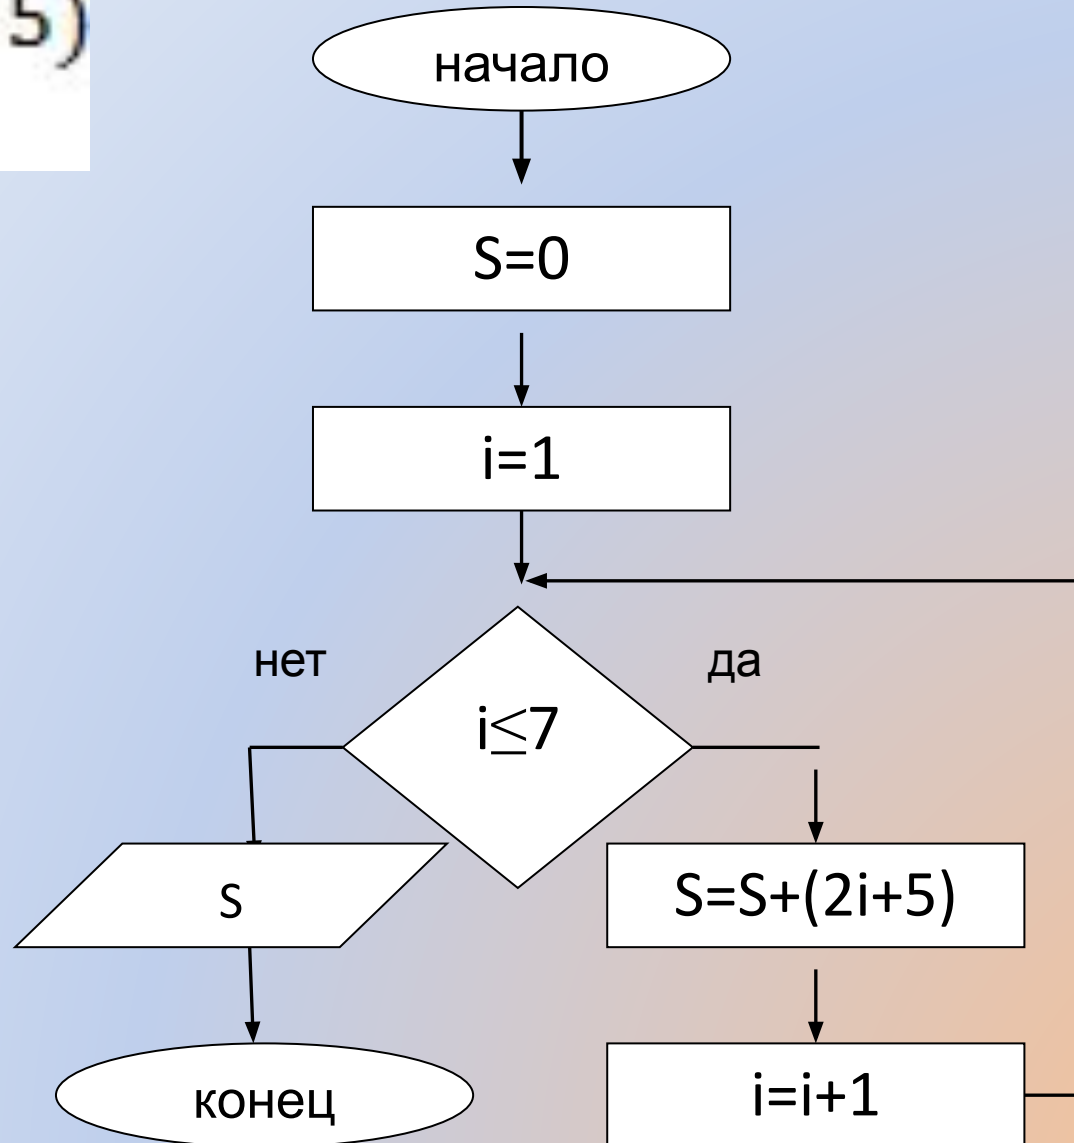 5)
начало
S=0
i=1
нет
да
i≤7
S
S=S+(2i+5)
конец
i=i+1